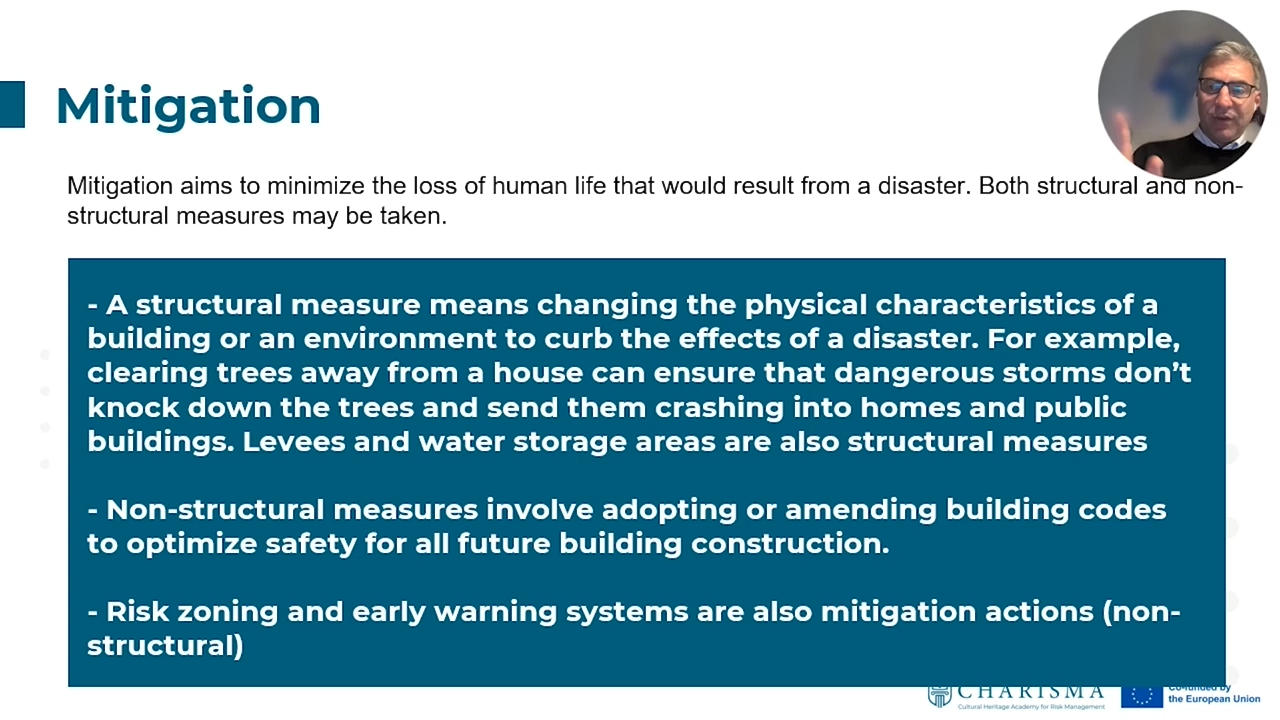 Mitigation
Mitigation aims to minimize the loss of human life that would result from a disaster. Both structural and non-
structural measures may be taken.
- A structural measure means changing the physical characteristics of a
building or an environment to curb the effects of a disaster. For example,
clearing trees away from a house can ensure that dangerous storms don’t
knock down the trees and send them crashing into homes and public
buildings. Levees and water storage areas are also structural measures
- Non-structural measures involve adopting or amending building codes
to optimize safety for all future building construction.
- Risk zoning and early warning systems are also mitigation actions (non-
structural)
CHARISMA
Cultural Heritage Academy for Risk Management
Co-funded by
the European Union